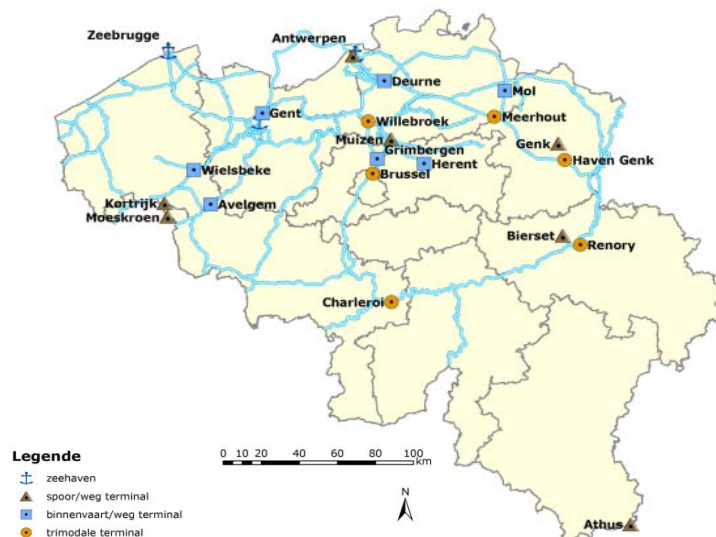 Zeebrugge
Antwerpen
Deurne
Mol
Gent
Willebroek
Meerhout
Muizen
Genk
Grimbergen
Haven Genk
Wielsbeke
Herent
Brussel
Kortrijk
Avelgem
Moeskroen
Bierset
Renory
Charleroi
Legende
zeehaven
spoor/weg terminal
binnenvaart/weg terminal
trimodale terminal
0 20 40 60 80 100
km
N
Athus